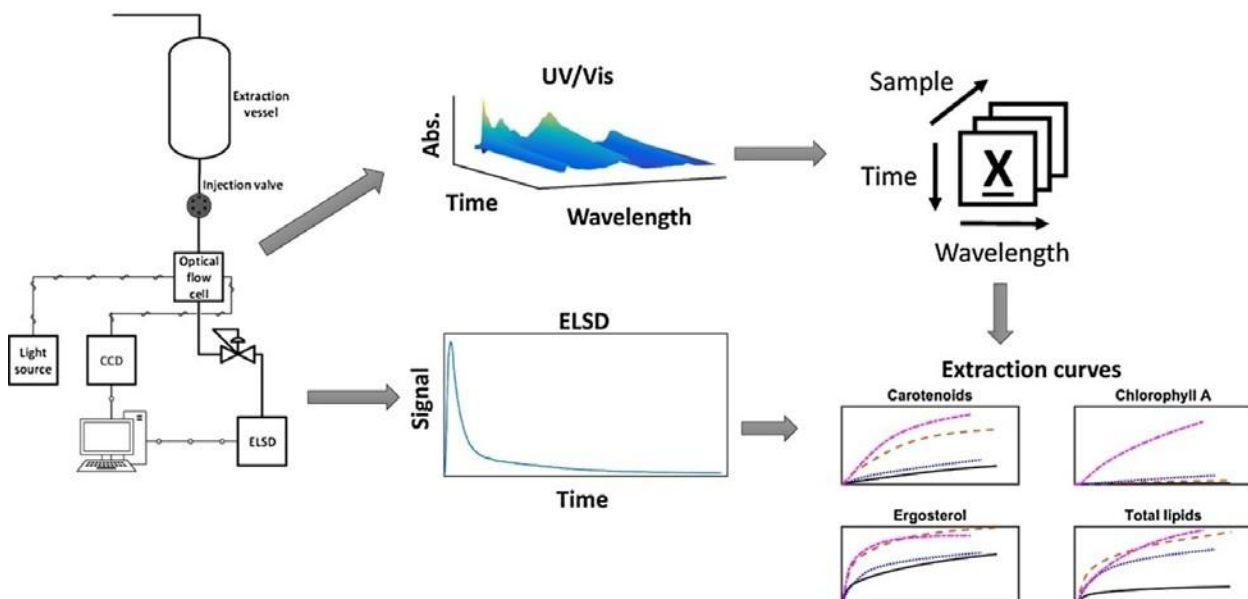 Extraction
vessel
Injection valve
Optical
flow
cell
Light
source
CCD
ELSD
UV/Vis
Abs.
Time
Wavelength
ELSD
Signal
Time
Sample
Time
X
Wavelength
Extraction curves
Carotenoids
Chlorophyll A
Ergosterol
Total lipids